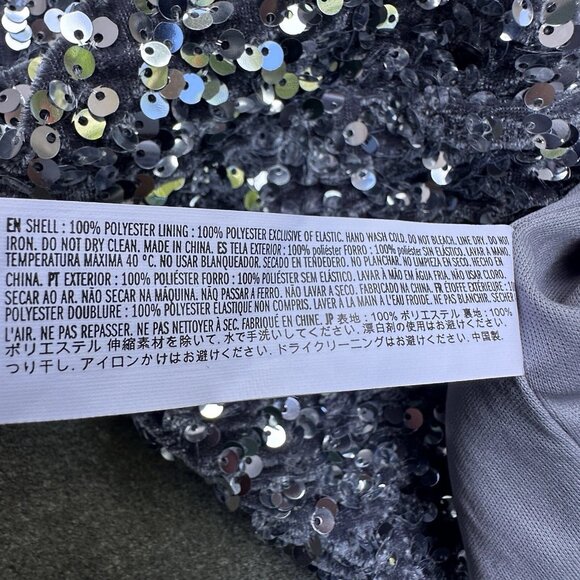 EN SHELL : 100% POLYESTER LINING : 100% POLYESTER EXCLUSIVE OF ELASTIC. HAND WASH COLD. DO NOT BLEACH. LINE DRY. DO NOT
IRON. DO NOT DRY CLEAN. MADE IN CHINA. ES TELA EXTERIOR : 100% poliéster FORRO : 100% poliéster SIN ELÁSTICO. LAVAR A MANO.
TEMPERATURA MÁXIMA 40 °C. NO USAR BLANQUEADOR. SECADO EN TENDEDERO. NO PLANCHAR. NO LIMPIEZA EN SECO. HECHO EN
CHINA. PT EXTERIOR : 100% POLIÉSTER FORRO : 100% POLIÉSTER SEM ELÁSTICO. LAVAR À MÃO EM ÁGUA FRIA. NÃO USAR CLORO.
SECAR AO AR. NÃO SECAR NA MÁQUINA. NÃO PASSAR A FERRO. NÃO LAVAR A SECO. FABRICADO NA CHINA. FR ÉTOFFE EXTÉRIEURE : 10
POLYESTER DOUBLURE : 100% POLYESTER ELASTIQUE NON COMPRIS. LAVER À LA MAIN À L'EAU FROIDE. NE PAS BLANCHIR. SÉCHER
L'AIR. NE PAS REPASSER. NE PAS NETTOYER À SEC. FABRIQUÉ EN CHINE. JP 表地 : 100% ポリエステル 裏地 : 100%
ポリエステル 伸縮素材を除いて. 水で手洗いしてください. 漂白剤の使用はお避けください.
つり干し. アイロンかけはお避けください. ドライクリーニングはお避けください. 中国製.